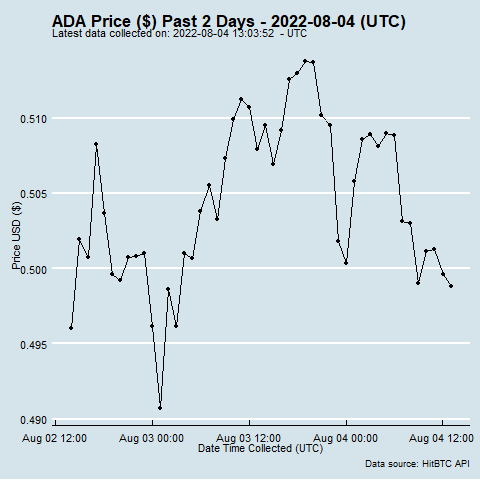 ADA Price ($) Past 2 Days - 2022-08-04 (UTC)
Latest data collected on: 2022-08-04 13:03:52  - UTC
0.510
0.505
0.500
0.495
0.490
Price USD ($)
Aug 02 12:00 Aug 03 00:00 Aug 03 12:00 Aug 04 00:00 Aug 04 12:00
Date Time Collected (UTC)
Data source: HitBTC API